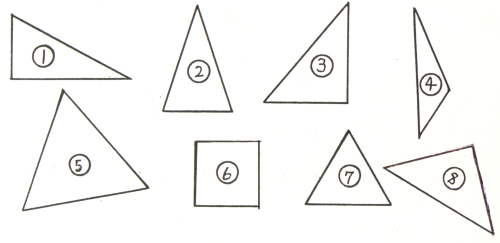 ① ② ③ ④
⑤ ⑥ ⑦ ⑧